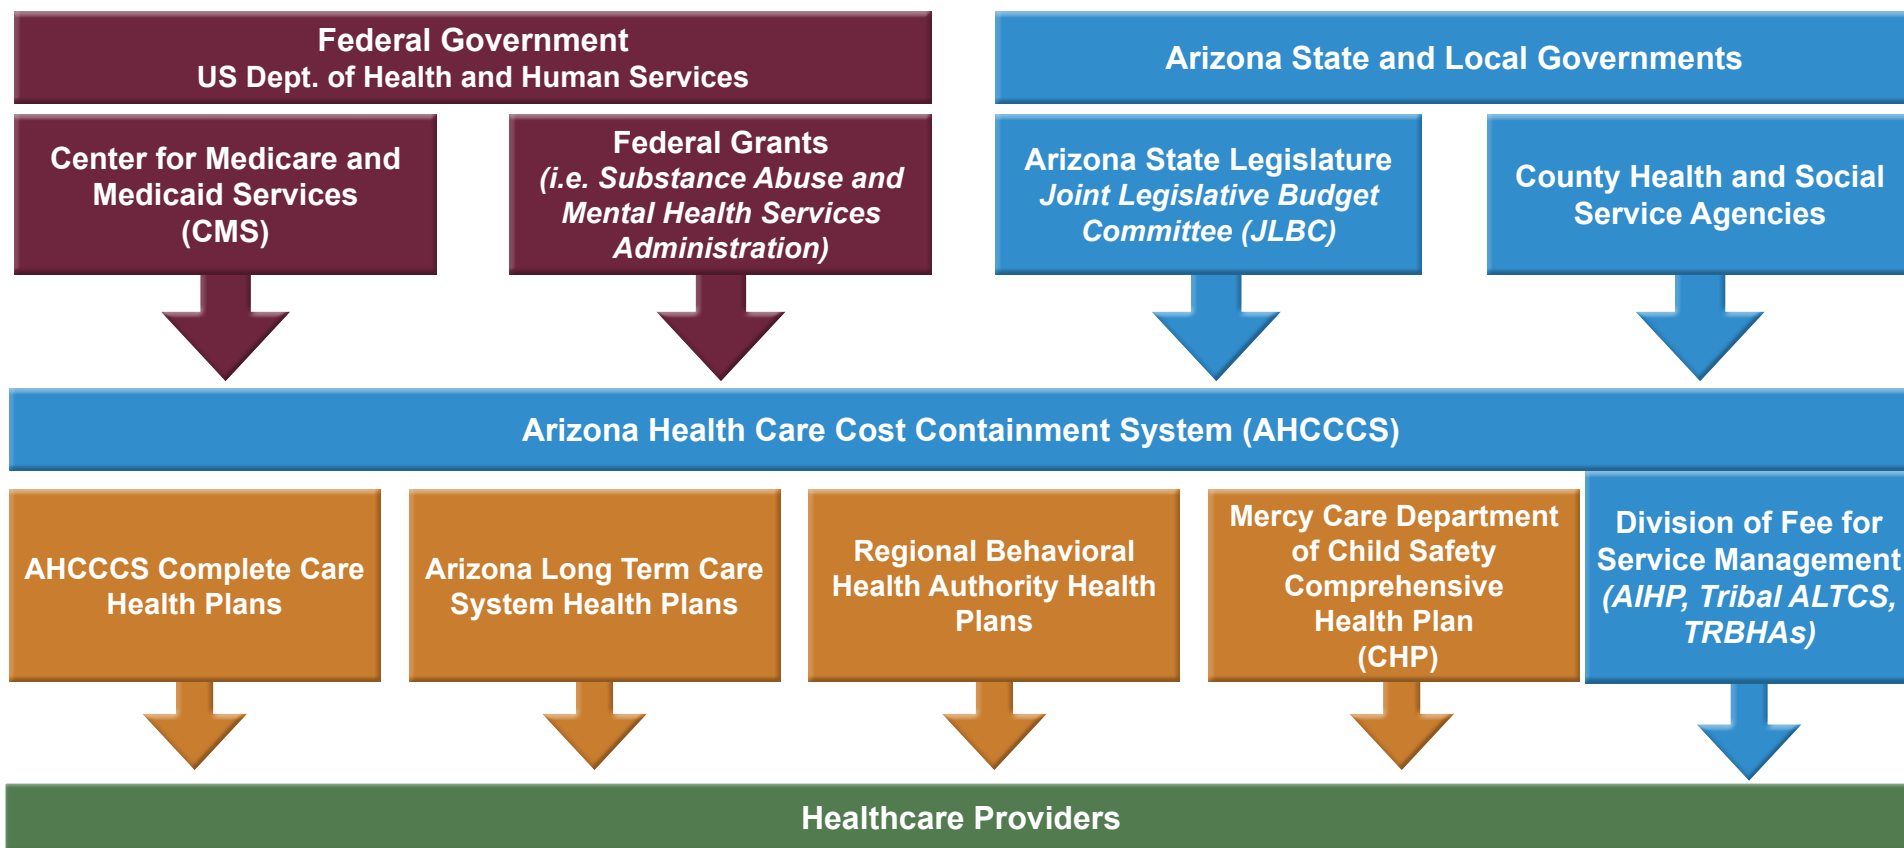 Federal Government
US Dept. of Health and Human Services
Arizona State and Local Governments
Center for Medicare and
Medicaid Services
(CMS)
Federal Grants
(i.e. Substance Abuse and
Mental Health Services
Administration)
Arizona State Legislature
Joint Legislative Budget
Committee (JLBC)
County Health and Social
Service Agencies
Arizona Health Care Cost Containment System (AHCCCS)
AHCCCS Complete Care
Health Plans
Arizona Long Term Care
System Health Plans
Regional Behavioral
Health Authority Health
Plans
Mercy Care Department
of Child Safety
Comprehensive
Health Plan
(CHP)
Division of Fee for
Service Management
(AIHP, Tribal ALTCS,
TRBHAs)
Healthcare Providers